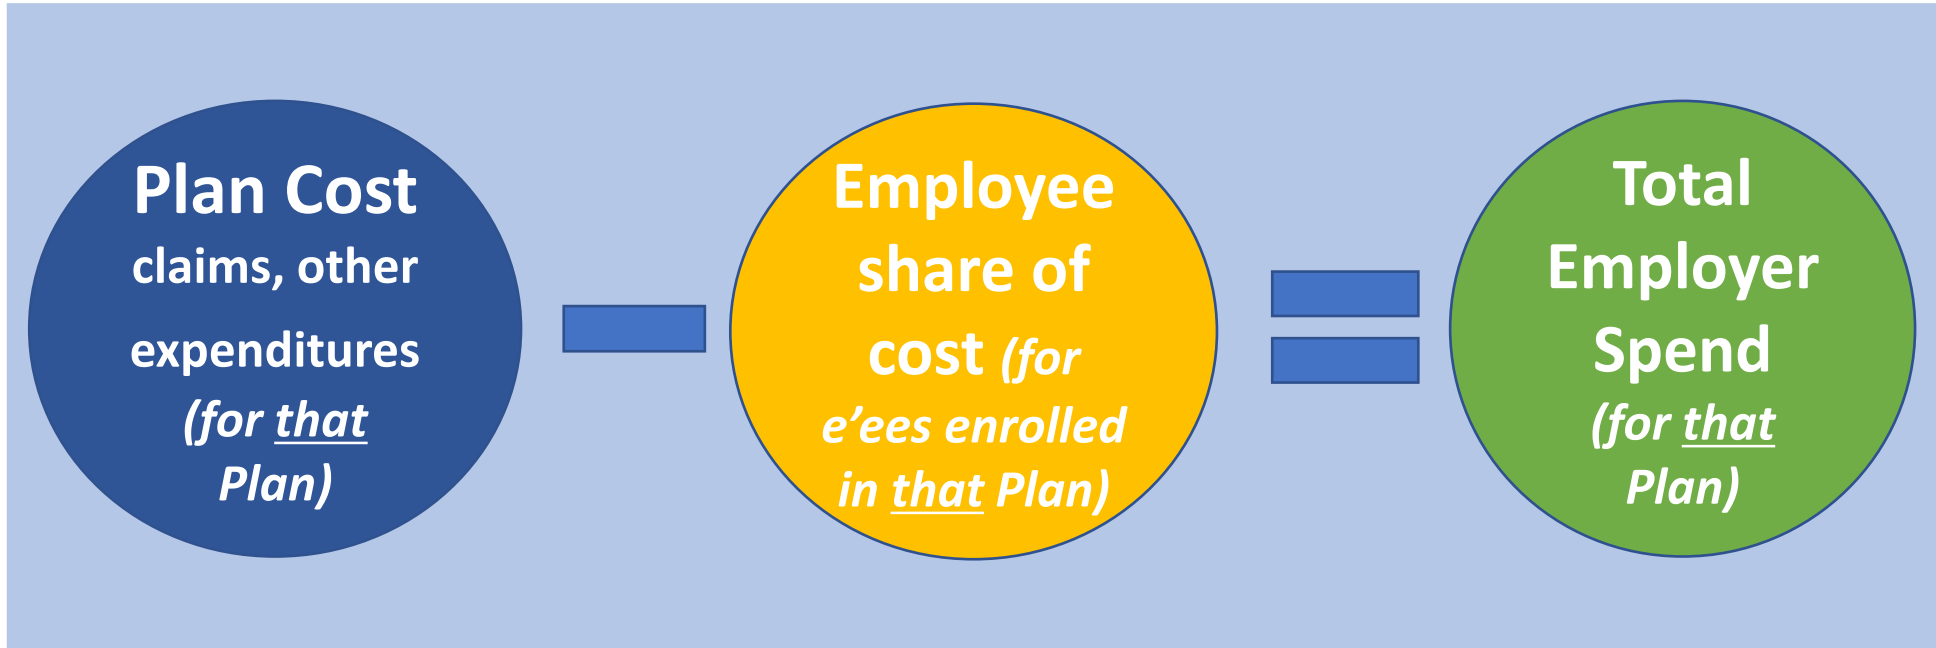 Plan Cost
claims, other
expenditures
(for that
Plan)
Employee
share of
cost (for
e’ees enrolled
in that Plan)
Total
Employer
Spend
(for that
Plan)